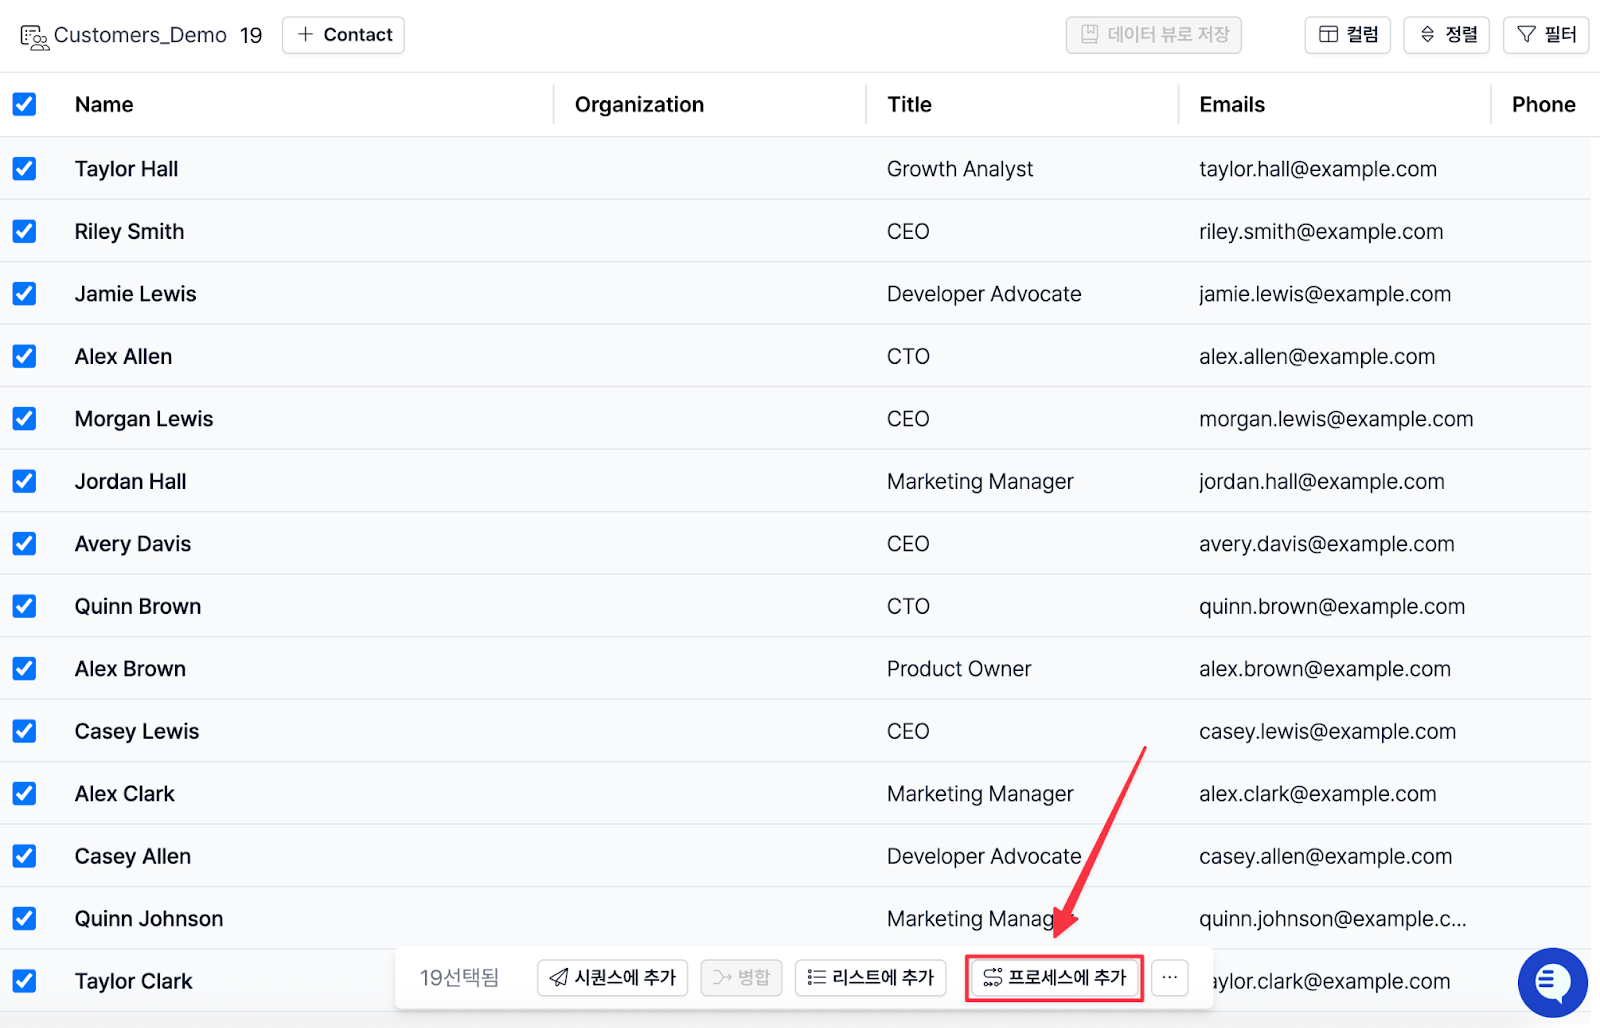 Customers_Demo 19 + Contact 데이터 뷰로 저장 컬럼 정렬 필터
Name Organization Title Emails Phone
Taylor Hall Growth Analyst taylor.hall@example.com
Riley Smith CEO riley.smith@example.com
Jamie Lewis Developer Advocate jamie.lewis@example.com
Alex Allen CTO alex.allen@example.com
Morgan Lewis CEO morgan.lewis@example.com
Jordan Hall Marketing Manager jordan.hall@example.com
Avery Davis CEO avery.davis@example.com
Quinn Brown CTO quinn.brown@example.com
Alex Brown Product Owner alex.brown@example.com
Casey Lewis CEO casey.lewis@example.com
Alex Clark Marketing Manager alex.clark@example.com
Casey Allen Developer Advocate casey.allen@example.com
Quinn Johnson Marketing Manager quinn.johnson@example.c...
Taylor Clark aylor.clark@example.com
19선택됨 시퀀스에 추가 병합 리스트에 추가 프로세스에 추가 ...